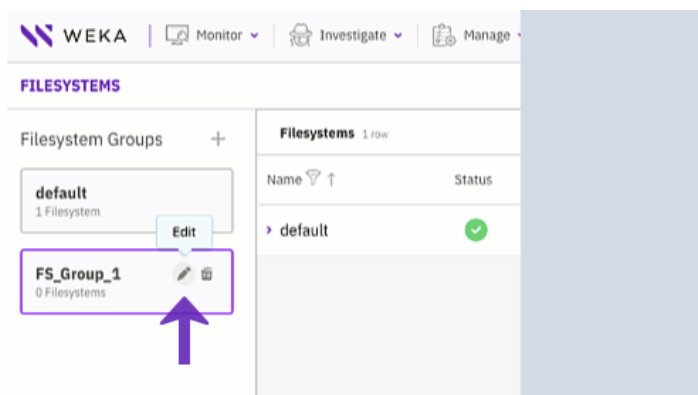 WEKA Monitor Investigate Manage
FILESYSTEMS
Filesystem Groups +
Filesystems 1 row
Name ↑ Status
default
1 Filesystem
Edit
default
FS_Group_1
0 Filesystems